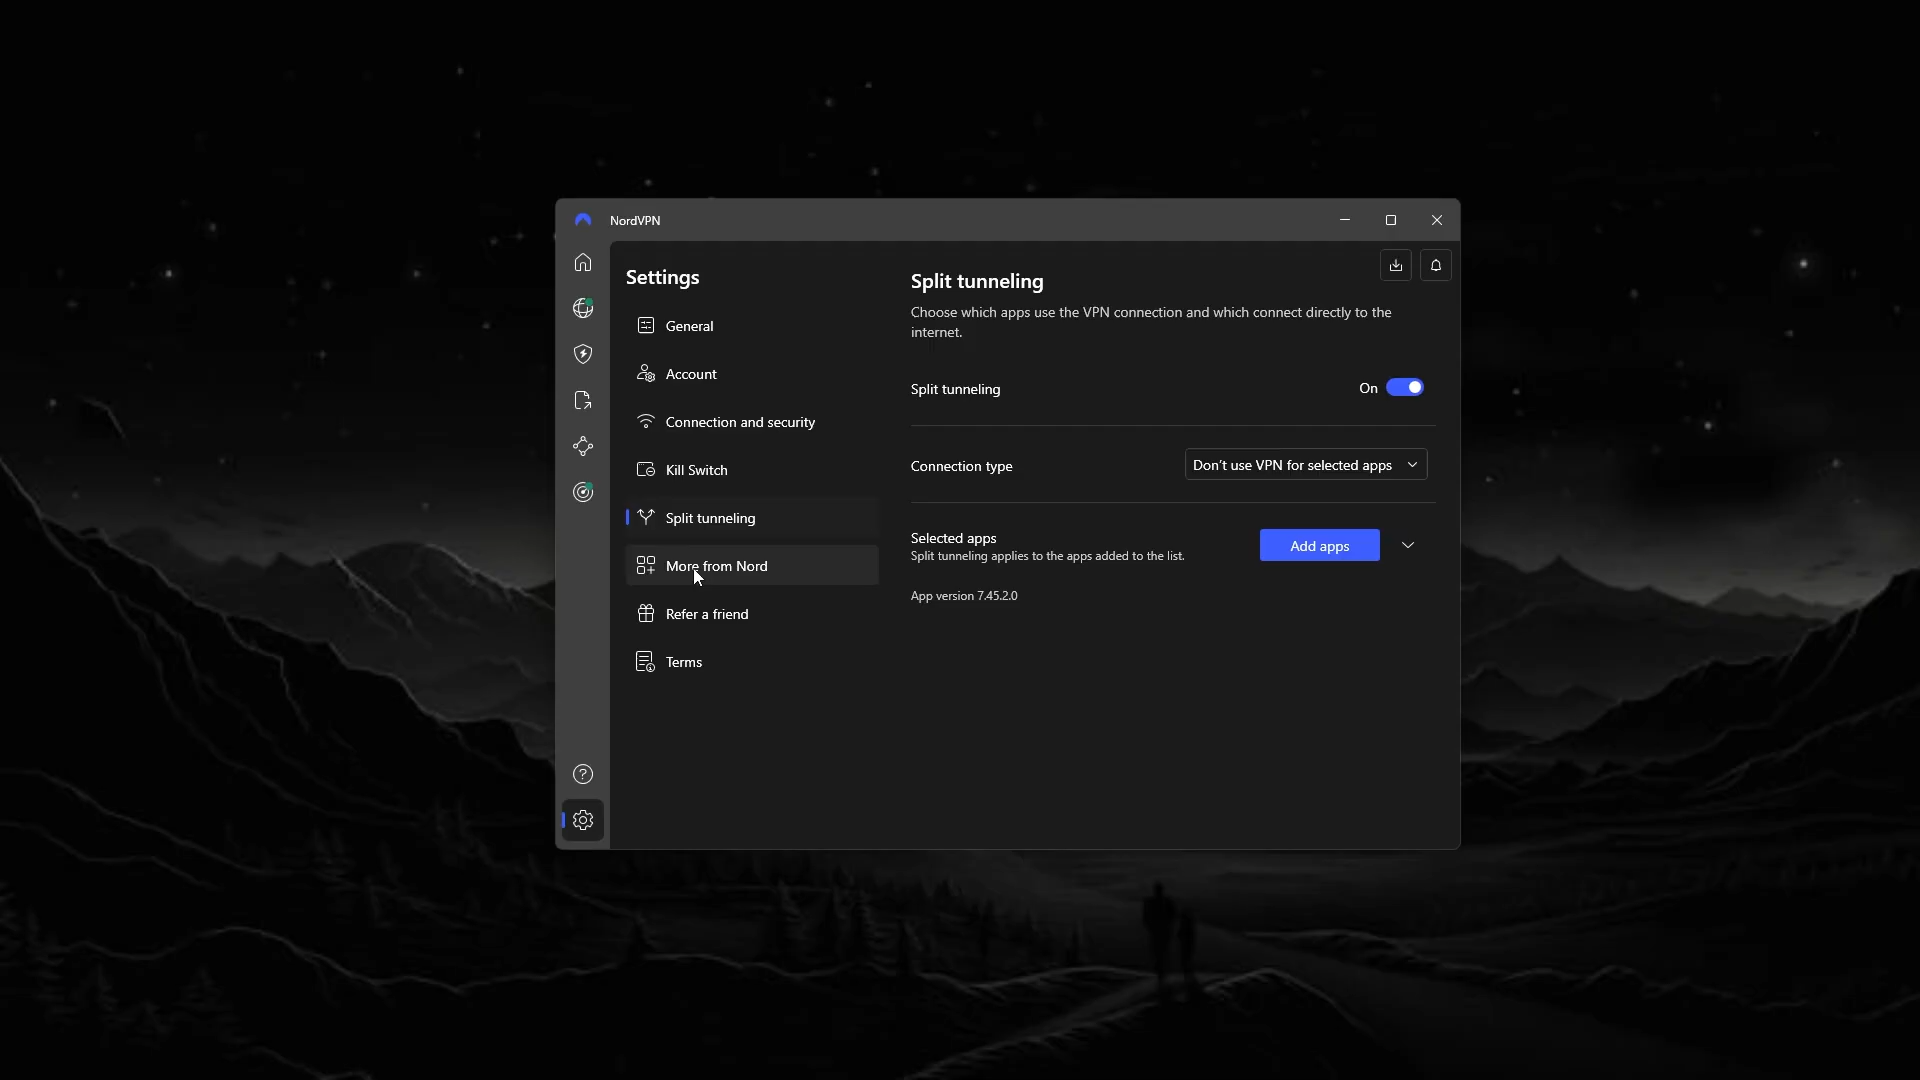 NordVPN
Settings
General
Account
Connection and security
Kill Switch
Split tunneling
More from Nord
Refer a friend
Terms
Split tunneling
Choose which apps use the VPN connection and which connect directly to the
internet.
Split tunneling
On
Connection type
Don't use VPN for selected apps
Selected apps
Split tunneling applies to the apps added to the list.
Add apps
App version 7.45.2.0